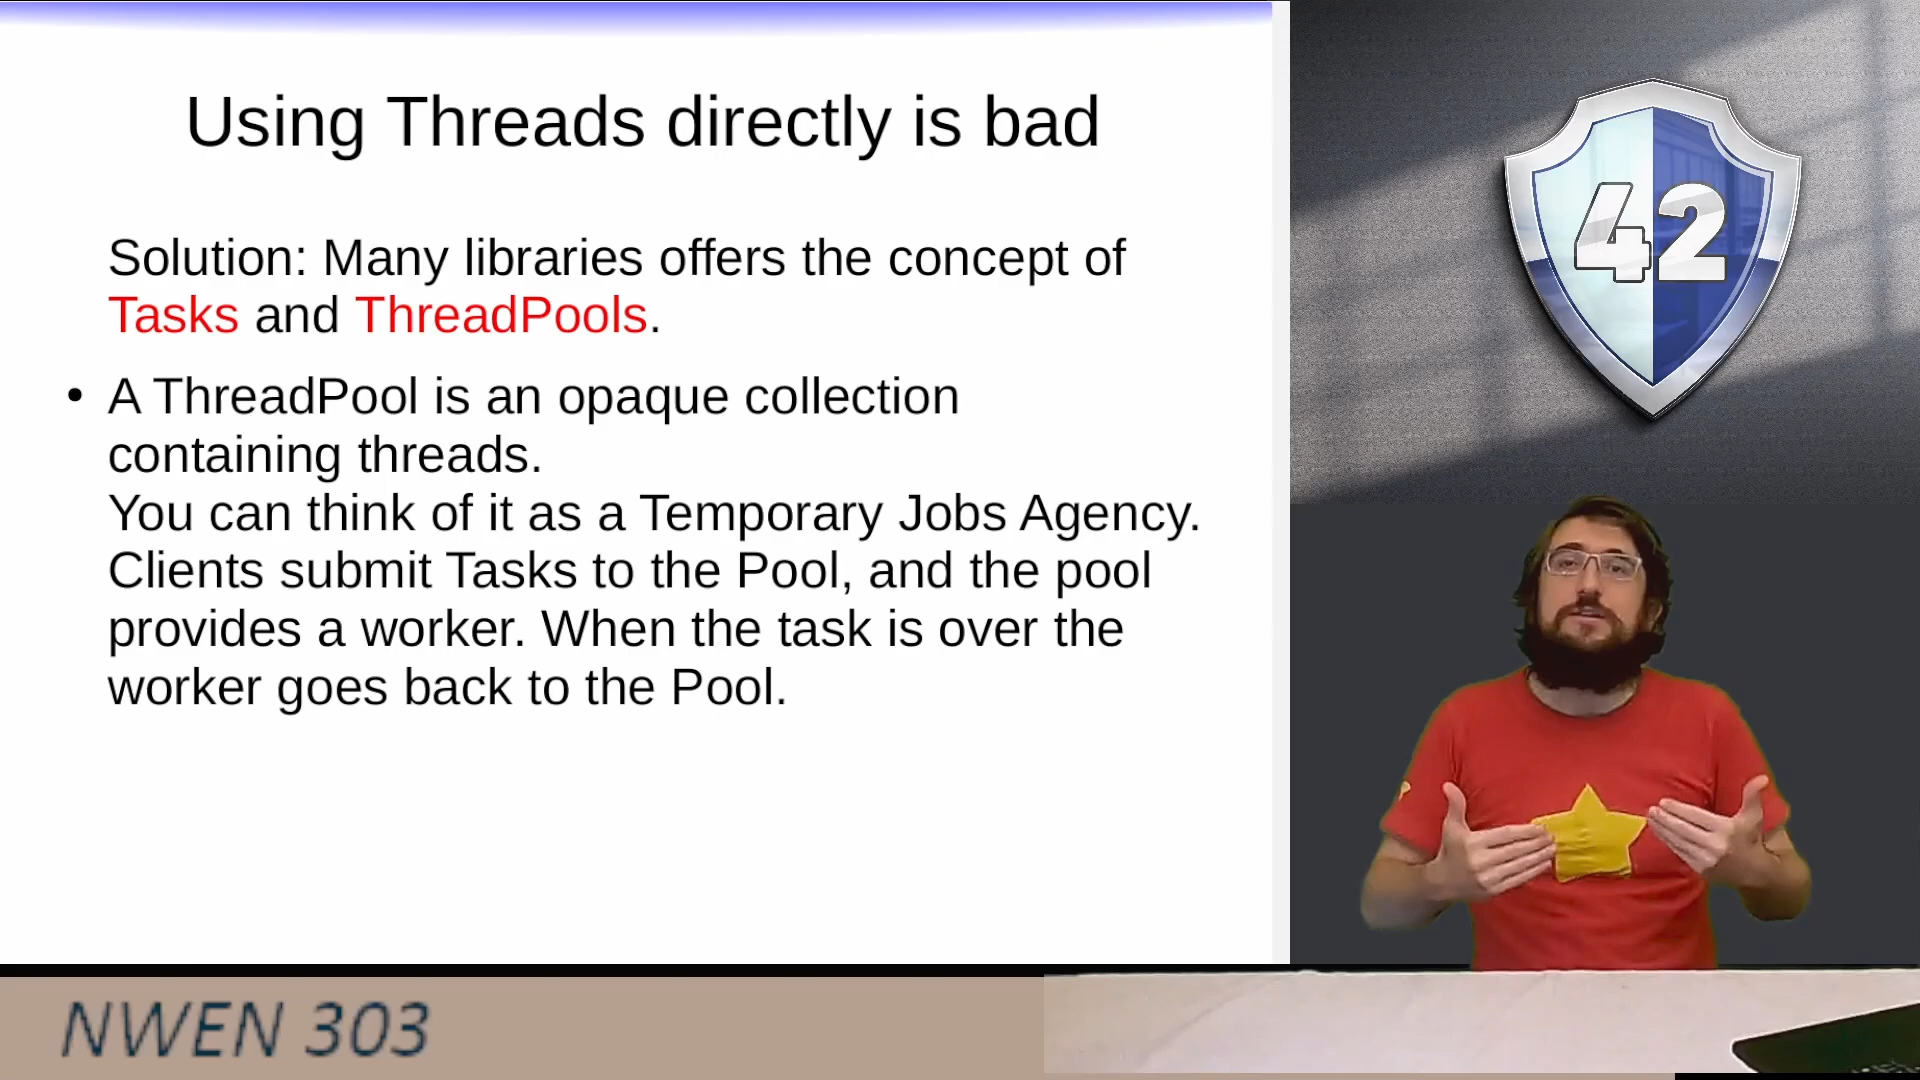 Using Threads directly is bad
Solution: Many libraries offers the concept of
Tasks and ThreadPools.
• A ThreadPool is an opaque collection
containing threads.
You can think of it as a Temporary Jobs Agency.
Clients submit Tasks to the Pool, and the pool
provides a worker. When the task is over the
worker goes back to the Pool.
42
NWEN 303